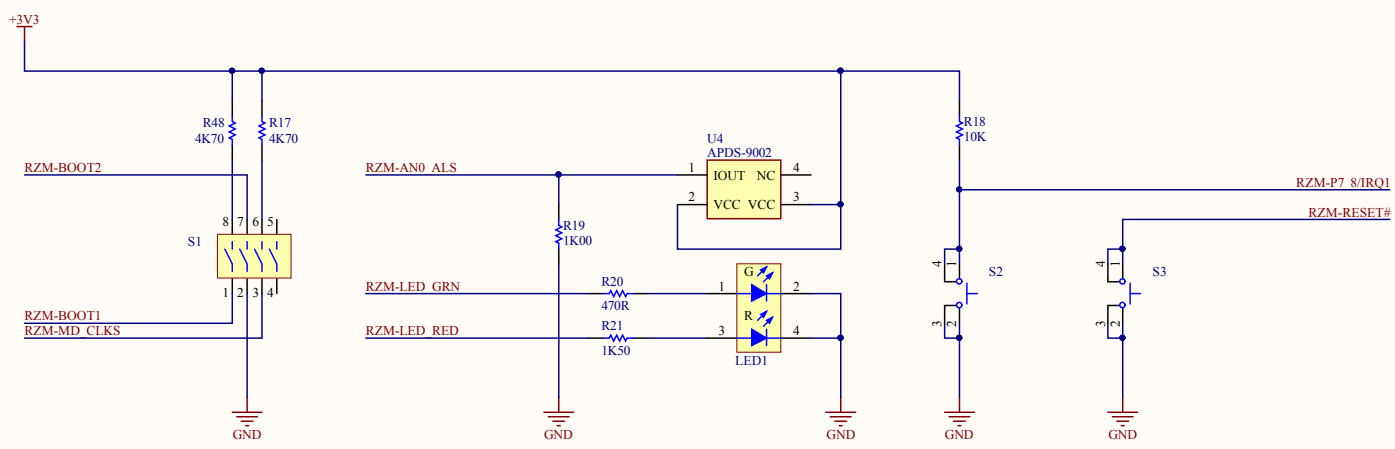 +3V3
R48
4K70
R17
4K70
RZM-BOOT2
8 7 6 5
S1
1 2 3 4
RZM-BOOT1
RZM-MD_CLKS
RZM-AN0_ALS
R19
1K00
U4
APDS-9002
1 IOUT NC 4
2 VCC VCC 3
RZM-LED_GRN
R20
470R
1 G 2
RZM-LED_RED
R21
1K50
3 R 4
LED1
R18
10K
RZM-P7_8/IRQ1
RZM-RESET#
4 1
S2
3 2
4 1
S3
3 2
GND
GND
GND
GND
GND